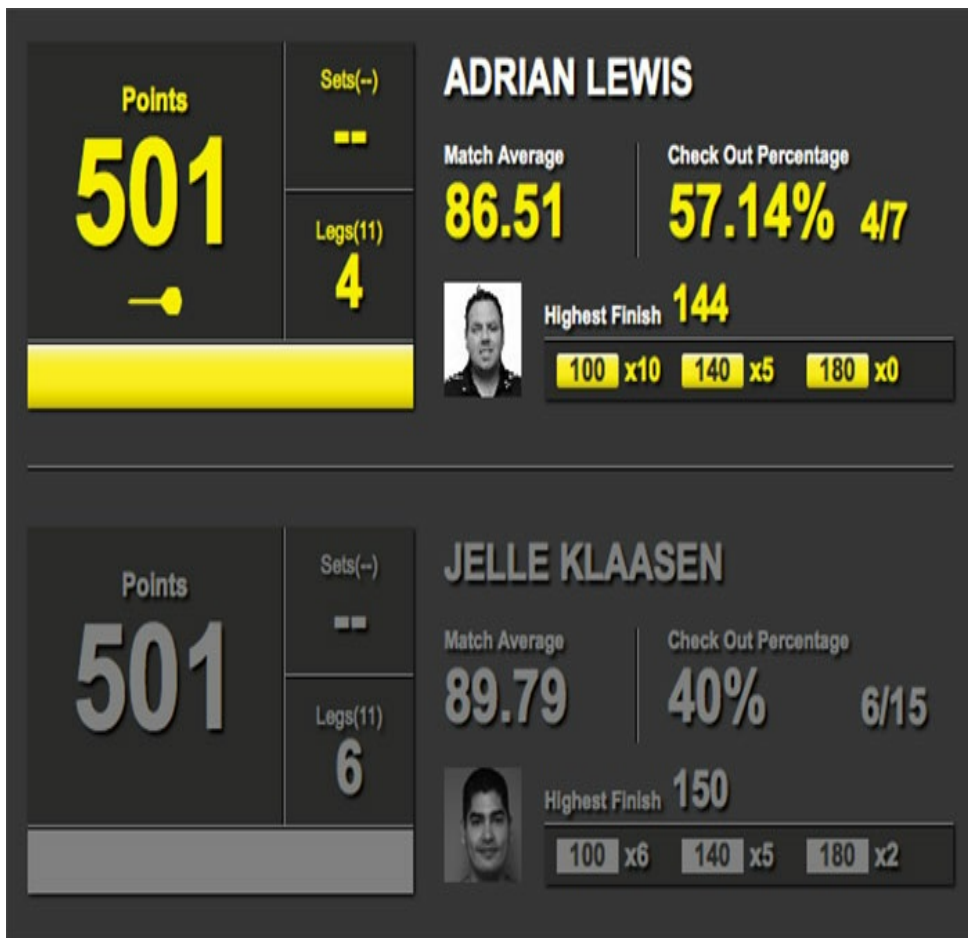 Points
501
Sets(--)
--
Legs(11)
4
ADRIAN LEWIS
Match Average
86.51
Check Out Percentage
57.14% 4/7
Highest Finish 144
100 x10 140 x5 180 x0
Points
501
Sets(--)
--
Legs(11)
6
JELLE KLAASEN
Match Average
89.79
Check Out Percentage
40% 6/15
Highest Finish 150
100 x6 140 x5 180 x2